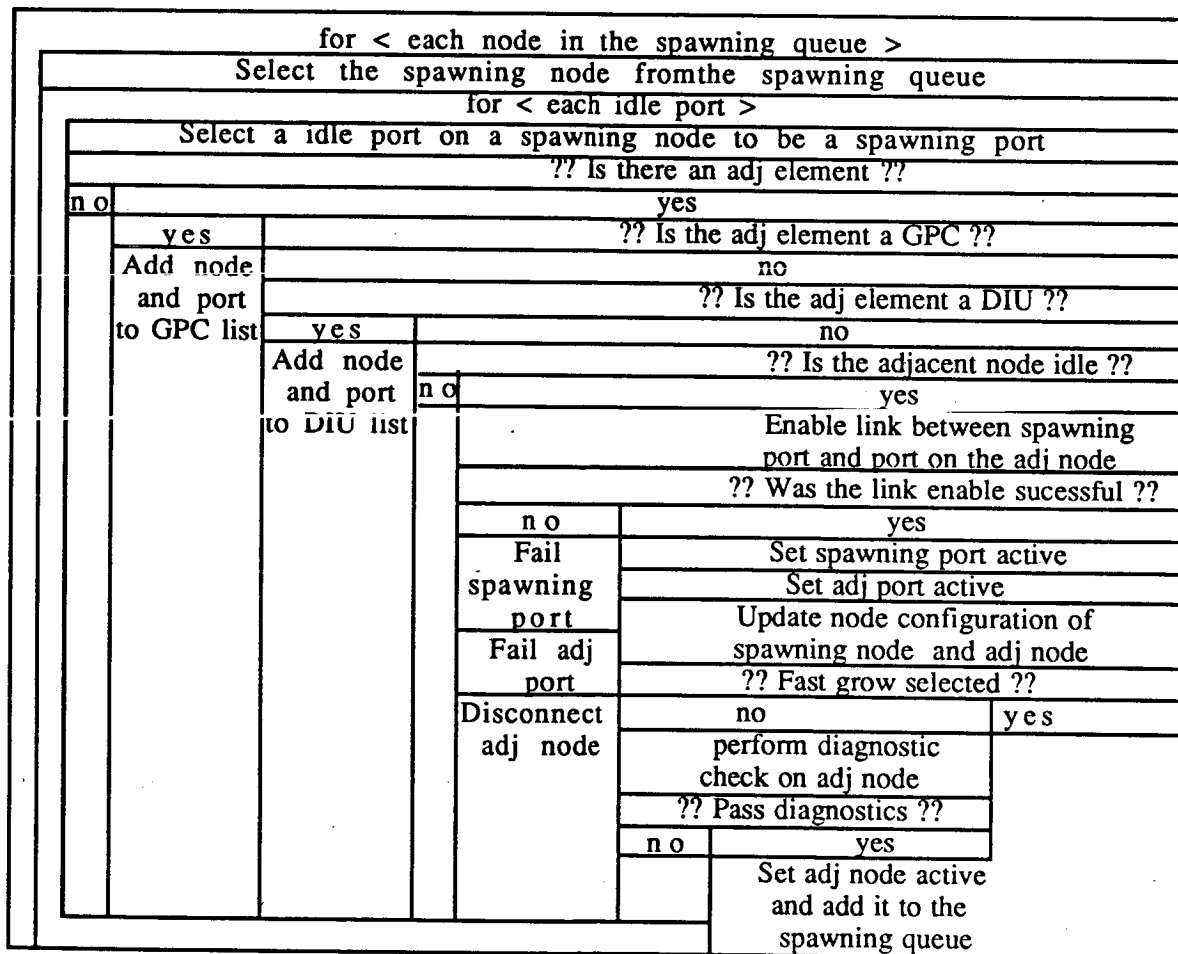 for < each node in the spawning queue >
Select the spawning node fromthe spawning queue
for < each idle port >
Select a idle port on a spawning node to be a spawning port
?? Is there an adj element ??
no
yes
yes
?? Is the adj element a GPC ??
Add node
and port
to GPC list
no
?? Is the adj element a DIU ??
yes
no
Add node
and port
to DIU list
?? Is the adjacent node idle ??
no
yes
Enable link between spawning
port and port on the adj node
?? Was the link enable sucessful ??
no
yes
Fail
spawning
port
Set spawning port active
Set adj port active
Update node configuration of
spawning node and adj node
Fail adj
port
?? Fast grow selected ??
Disconnect
adj node
no
yes
perform diagnostic
check on adj node
?? Pass diagnostics ??
no
yes
Set adj node active
and add it to the
spawning queue